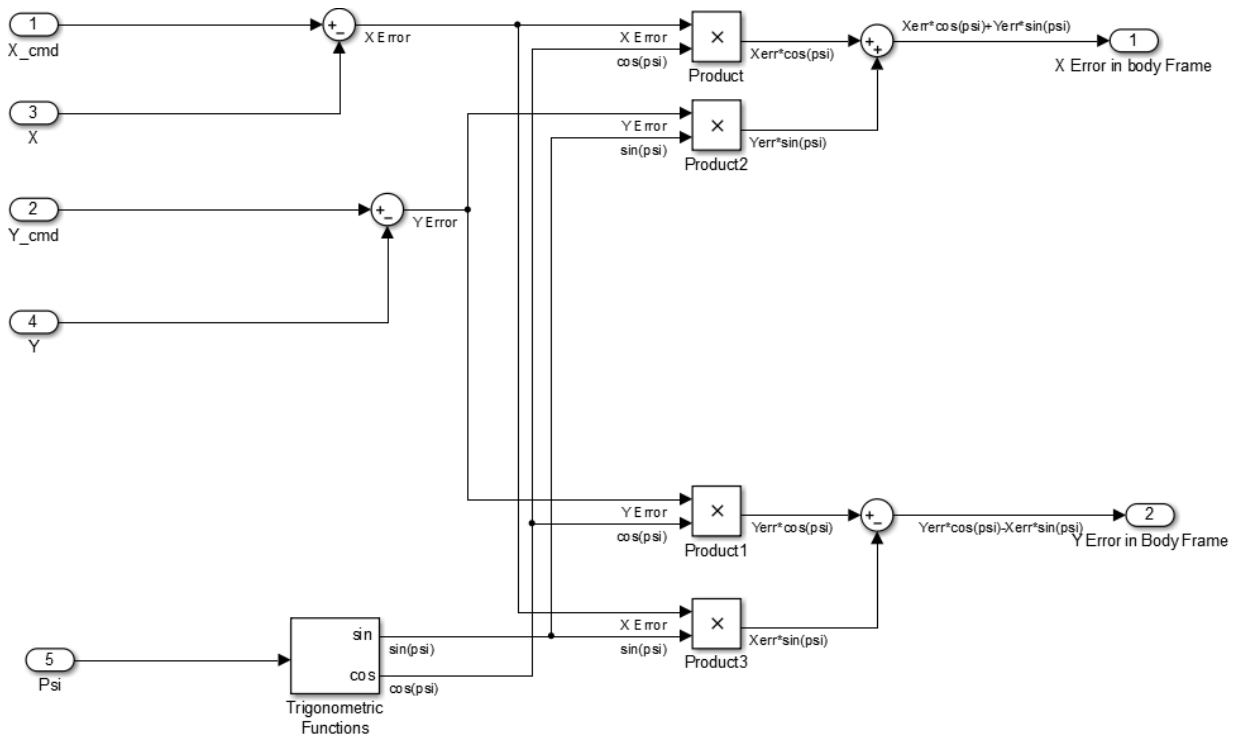 1
X_cmd
+
-
X Error
X Error
cos(psi)
×
Product
Xerr*cos(psi)
+
+
Xerr*cos(psi)+Yerr*sin(psi)
1
X Error in body Frame
3
X
Y Error
sin(psi)
×
Product2
Yerr*sin(psi)
2
Y_cmd
+
-
Y Error
4
Y
Y Error
cos(psi)
×
Product1
Yerr*cos(psi)
+
-
Yerr*cos(psi)-Xerr*sin(psi)
2
Y Error in Body Frame
X Error
sin(psi)
×
Product3
Xerr*sin(psi)
5
Psi
sin
cos
sin(psi)
cos(psi)
Trigonometric
Functions